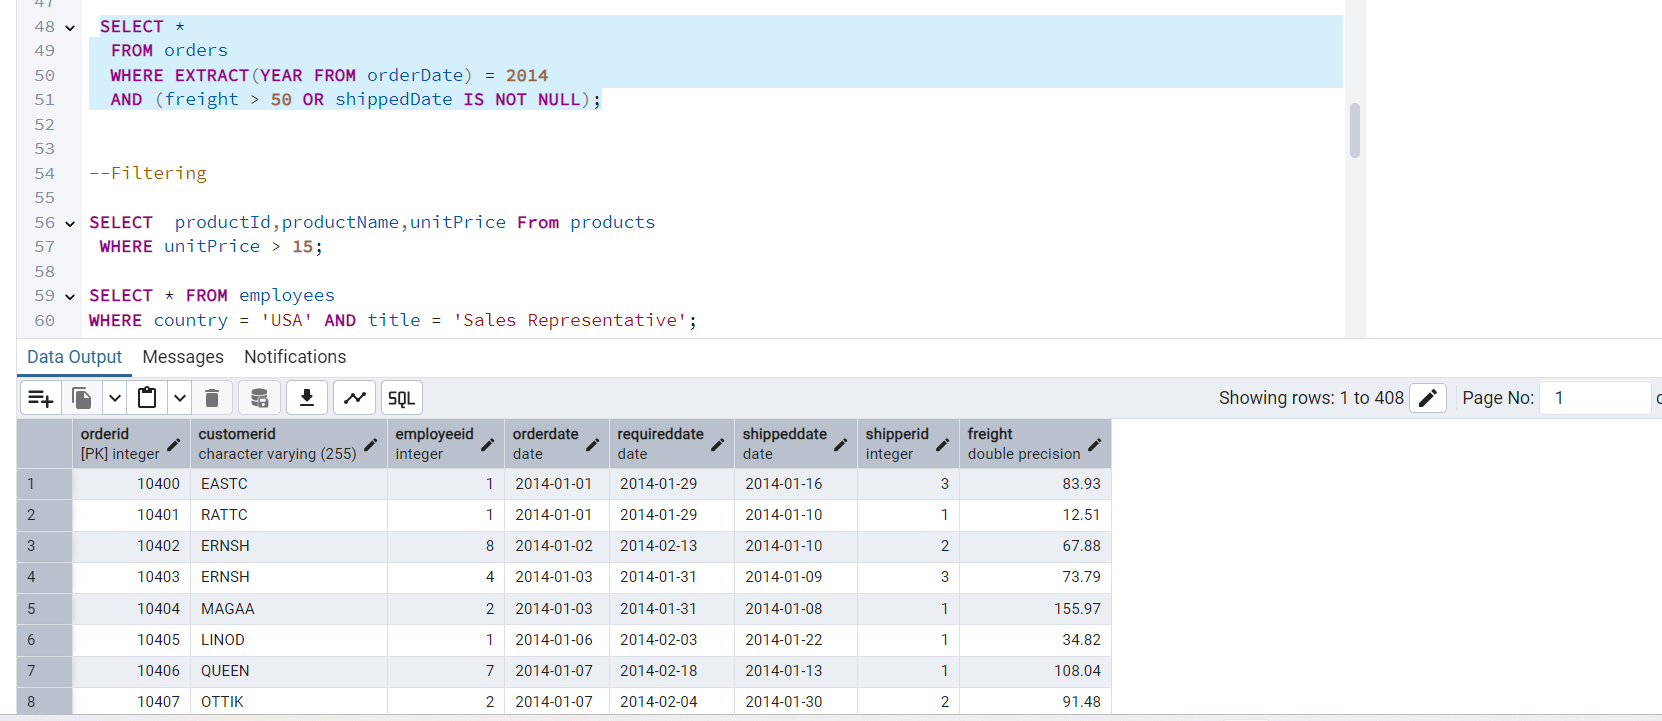 47
48 SELECT *
49 FROM orders
50 WHERE EXTRACT(YEAR FROM orderDate) = 2014
51 AND (freight > 50 OR shippedDate IS NOT NULL);
52
53
54 --Filtering
55
56 SELECT  productId,productName,unitPrice From products
57 WHERE unitPrice > 15;
58
59 SELECT * FROM employees
60 WHERE country = 'USA' AND title = 'Sales Representative';
Data Output Messages Notifications
SQL Showing rows: 1 to 408 Page No: 1
orderid customerid employeeid orderdate requireddate shippeddate shipperid freight
[PK] integer character varying (255) integer date date date integer double precision
1 10400 EASTC 1 2014-01-01 2014-01-29 2014-01-16 3 83.93
2 10401 RATTC 1 2014-01-01 2014-01-29 2014-01-10 1 12.51
3 10402 ERNSH 8 2014-01-02 2014-02-13 2014-01-10 2 67.88
4 10403 ERNSH 4 2014-01-03 2014-01-31 2014-01-09 3 73.79
5 10404 MAGAA 2 2014-01-03 2014-01-31 2014-01-08 1 155.97
6 10405 LINOD 1 2014-01-06 2014-02-03 2014-01-22 1 34.82
7 10406 QUEEN 7 2014-01-07 2014-02-18 2014-01-13 1 108.04
8 10407 OTTIK 2 2014-01-07 2014-02-04 2014-01-30 2 91.48